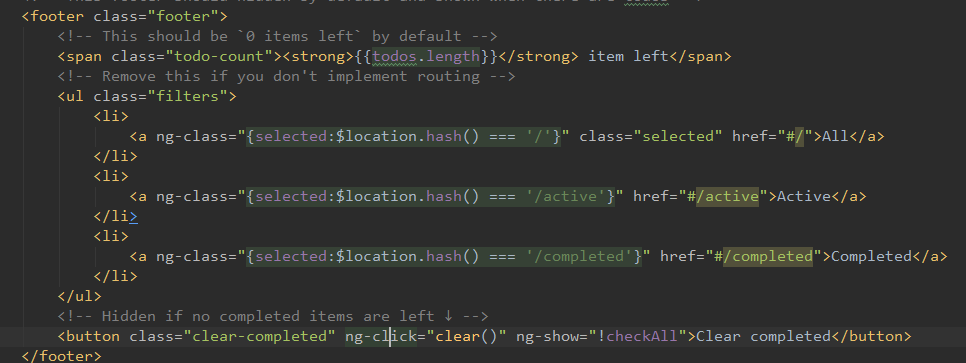 <footer class="footer">
<!-- This should be `0 items left` by default -->
<span class="todo-count"><strong>{{todos.length}}</strong> item left</span>
<!-- Remove this if you don't implement routing -->
<ul class="filters">
<li>
<a ng-class="{selected:$location.hash() === '/'}" class="selected" href="#/">All</a>
</li>
<li>
<a ng-class="{selected:$location.hash() === '/active'}" href="#/active">Active</a>
</li>
<li>
<a ng-class="{selected:$location.hash() === '/completed'}" href="#/completed">Completed</a>
</li>
</ul>
<!-- Hidden if no completed items are left ↓ -->
<button class="clear-completed" ng-click="clear()" ng-show="!checkAll">Clear completed</button>
</footer>